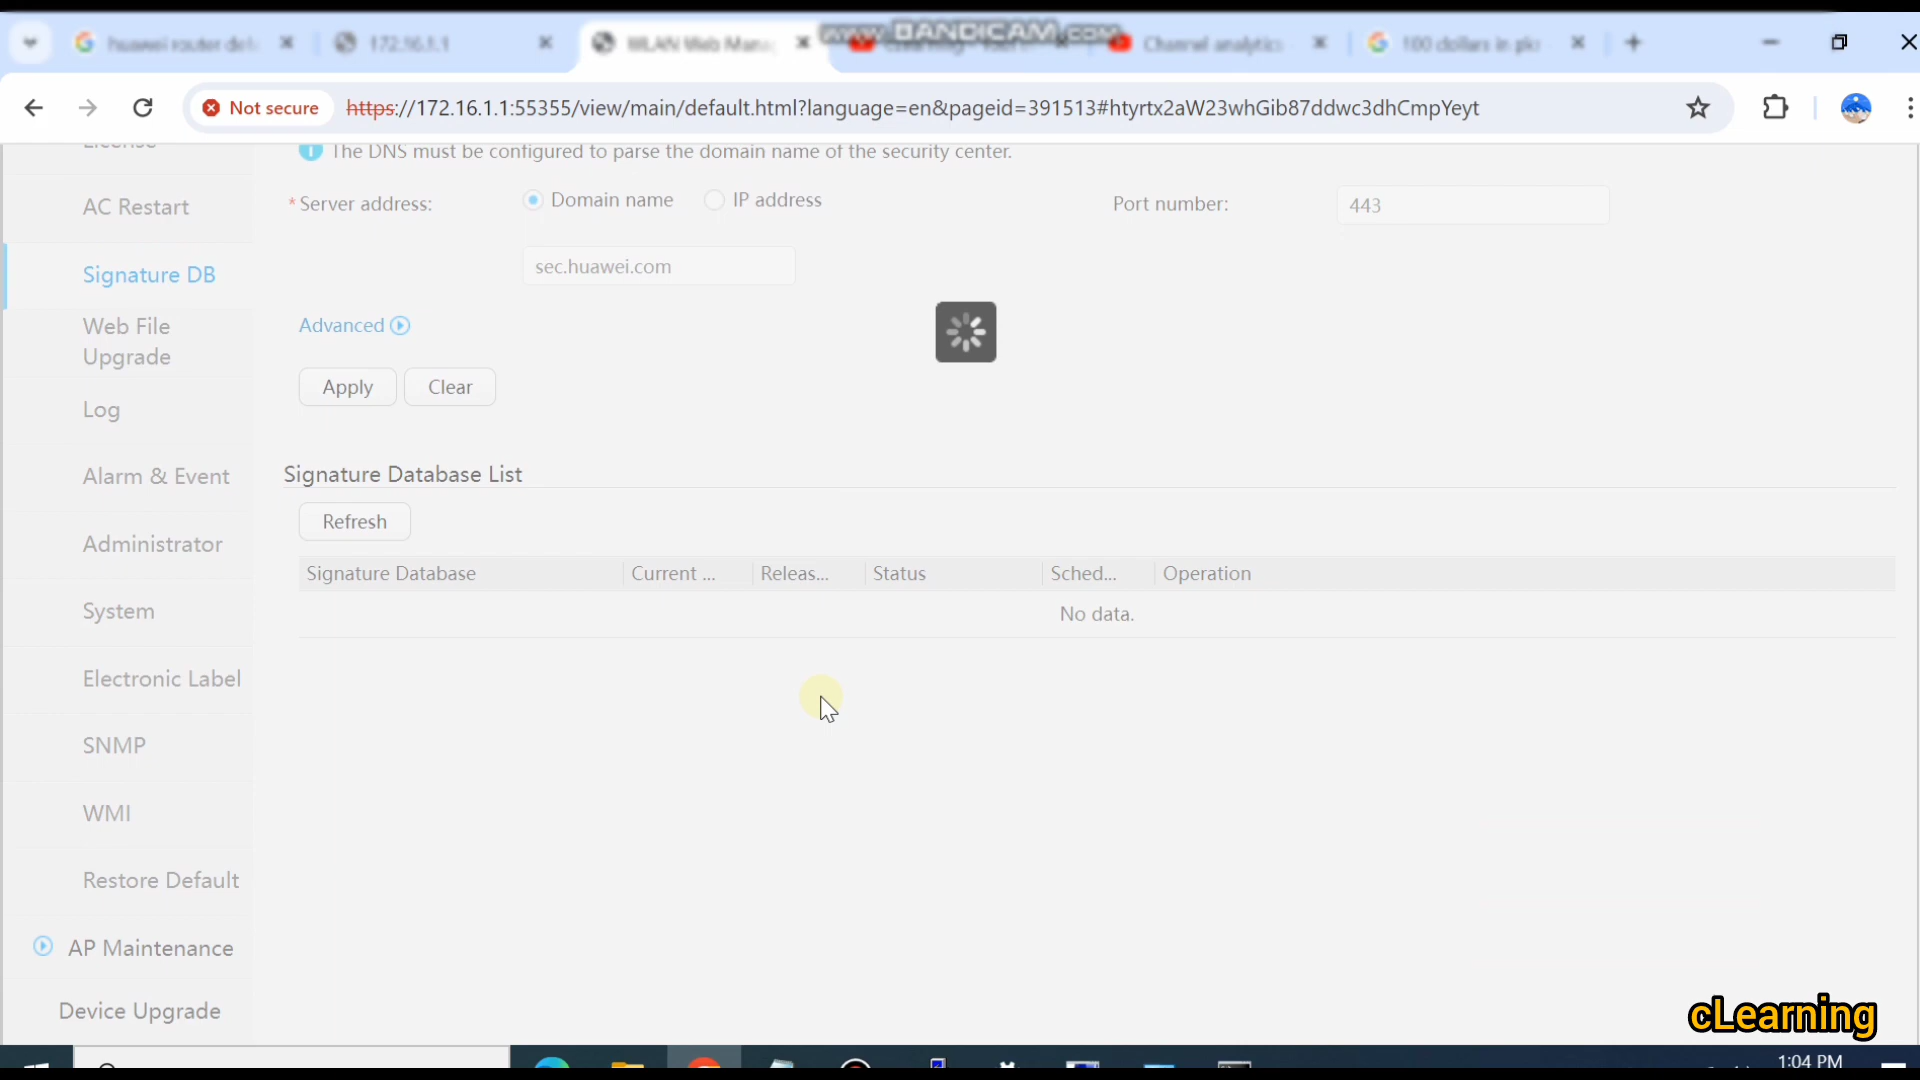 huawei router def
172.16.1.1
WLAN Web Mana
www.BANDICAM.com
Channel analytics
100 dollars in pkr
Not secure
https://172.16.1.1:55355/view/main/default.html?language=en&pageid=391513#htyrtx2aW23whGib87ddwc3dhCmpYeyt
License
The DNS must be configured to parse the domain name of the security center.
AC Restart
*Server address:
Domain name
IP address
Port number:
443
Signature DB
sec.huawei.com
Web File
Upgrade
Advanced
Apply
Clear
Log
Alarm & Event
Signature Database List
Refresh
Administrator
Signature Database
Current ...
Releas...
Status
Sched...
Operation
No data.
System
Electronic Label
SNMP
WMI
Restore Default
AP Maintenance
Device Upgrade
cLearning
1:04 PM